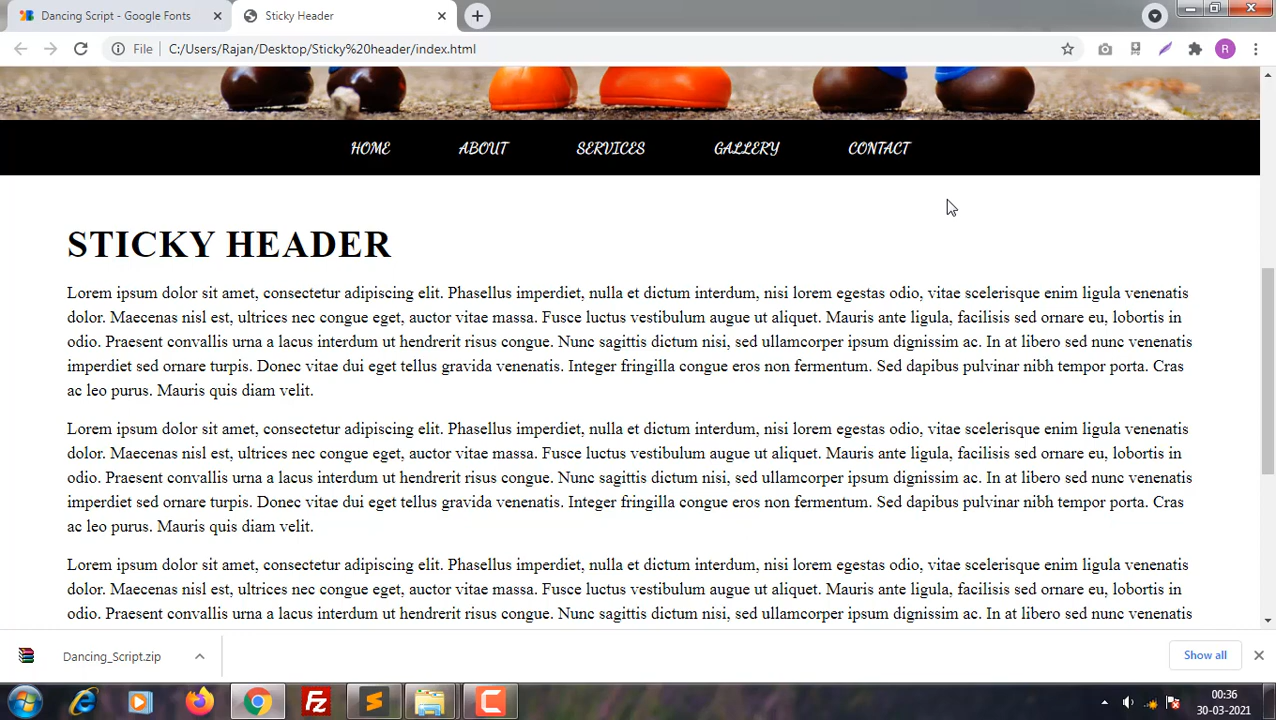 Dancing Script - Google Fonts
Sticky Header
File C:/Users/Rajan/Desktop/Sticky%20header/index.html
R
HOME ABOUT SERVICES GALLERY CONTACT
STICKY HEADER
Lorem ipsum dolor sit amet, consectetur adipiscing elit. Phasellus imperdiet, nulla et dictum interdum, nisi lorem egestas odio, vitae scelerisque enim ligula venenatis
dolor. Maecenas nisl est, ultrices nec congue eget, auctor vitae massa. Fusce luctus vestibulum augue ut aliquet. Mauris ante ligula, facilisis sed ornare eu, lobortis in
odio. Praesent convallis urna a lacus interdum ut hendrerit risus congue. Nunc sagittis dictum nisi, sed ullamcorper ipsum dignissim ac. In at libero sed nunc venenatis
imperdiet sed ornare turpis. Donec vitae dui eget tellus gravida venenatis. Integer fringilla congue eros non fermentum. Sed dapibus pulvinar nibh tempor porta. Cras
ac leo purus. Mauris quis diam velit.
Lorem ipsum dolor sit amet, consectetur adipiscing elit. Phasellus imperdiet, nulla et dictum interdum, nisi lorem egestas odio, vitae scelerisque enim ligula venenatis
dolor. Maecenas nisl est, ultrices nec congue eget, auctor vitae massa. Fusce luctus vestibulum augue ut aliquet. Mauris ante ligula, facilisis sed ornare eu, lobortis in
odio. Praesent convallis urna a lacus interdum ut hendrerit risus congue. Nunc sagittis dictum nisi, sed ullamcorper ipsum dignissim ac. In at libero sed nunc venenatis
imperdiet sed ornare turpis. Donec vitae dui eget tellus gravida venenatis. Integer fringilla congue eros non fermentum. Sed dapibus pulvinar nibh tempor porta. Cras
ac leo purus. Mauris quis diam velit.
Lorem ipsum dolor sit amet, consectetur adipiscing elit. Phasellus imperdiet, nulla et dictum interdum, nisi lorem egestas odio, vitae scelerisque enim ligula venenatis
dolor. Maecenas nisl est, ultrices nec congue eget, auctor vitae massa. Fusce luctus vestibulum augue ut aliquet. Mauris ante ligula, facilisis sed ornare eu, lobortis in
odio. Praesent convallis urna a lacus interdum ut hendrerit risus congue. Nunc sagittis dictum nisi, sed ullamcorper ipsum dignissim ac. In at libero sed nunc venenatis
Dancing_Script.zip
Show all
Fz
C
00:36
30-03-2021